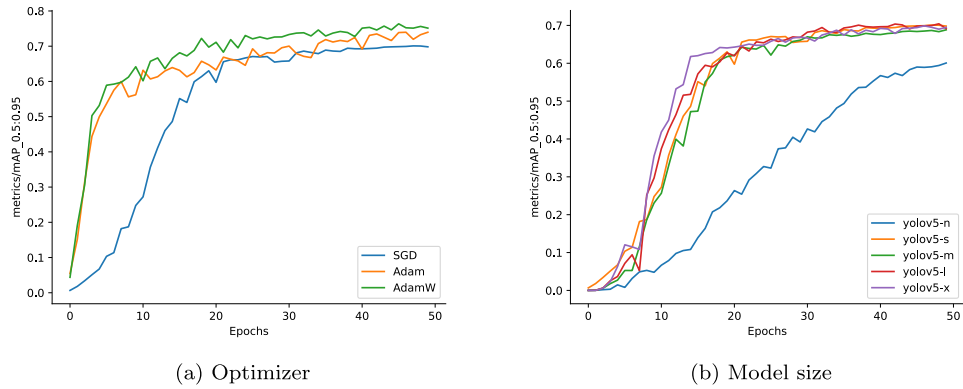 metrics/mAP_0.5:0.95
0.8
0.7
0.6
0.5
0.4
0.3
0.2
0.1
0.0
0 10 20 30 40 50
Epochs
SGD
Adam
AdamW
(a) Optimizer
metrics/mAP_0.5:0.95
0.7
0.6
0.5
0.4
0.3
0.2
0.1
0.0
0 10 20 30 40 50
Epochs
yolov5-n
yolov5-s
yolov5-m
yolov5-l
yolov5-x
(b) Model size